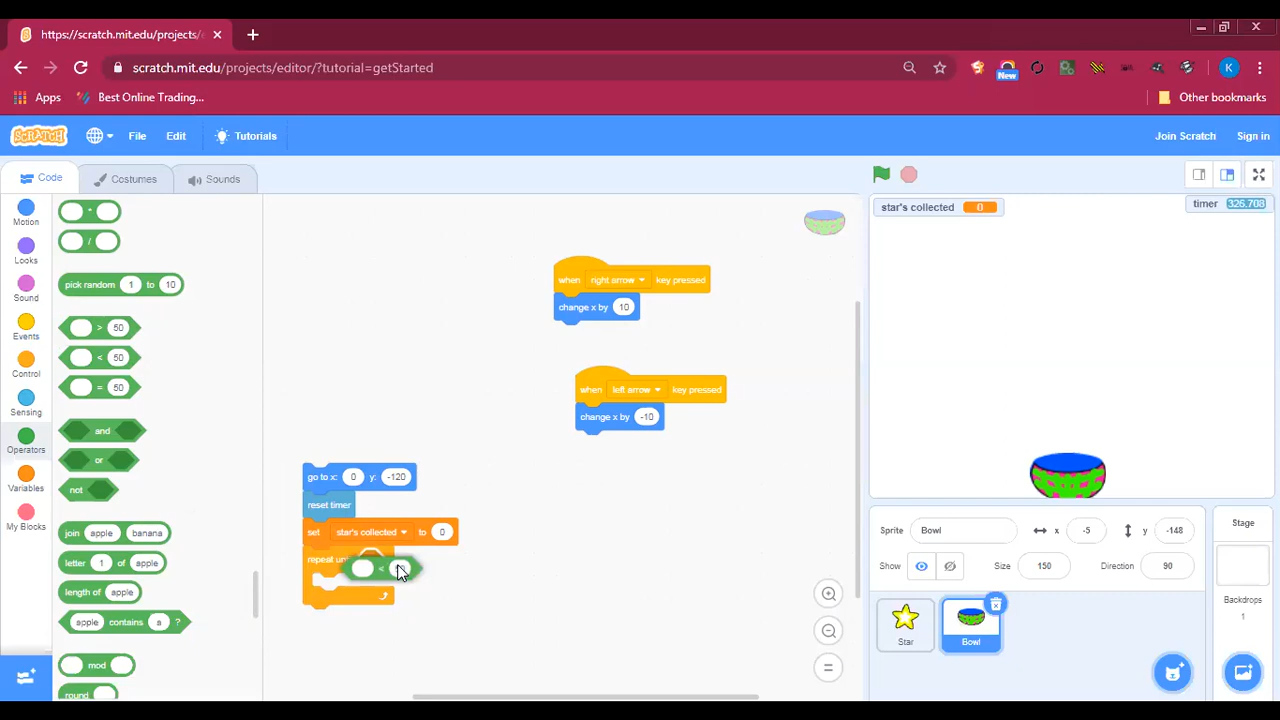 https://scratch.mit.edu/projects/e
scratch.mit.edu/projects/editor/?tutorial=getStarted
New
K
Apps
Best Online Trading...
Other bookmarks
SCRATCH
File
Edit
Tutorials
Join Scratch
Sign in
Code
Costumes
Sounds
Motion
Looks
Sound
Events
Control
Sensing
Operators
Variables
My Blocks
*
/
pick random 1 to 10
> 50
< 50
= 50
and
or
not
join apple banana
letter 1 of apple
length of apple
apple contains a ?
mod
round
when right arrow key pressed
change x by 10
when left arrow key pressed
change x by -10
go to x: 0 y: -120
reset timer
set star's collected to 0
repeat un
<
star's collected 0
timer 326.708
Sprite Bowl x -5 y -148
Show Size 150 Direction 90
Star
Bowl
Stage
Backdrops
1